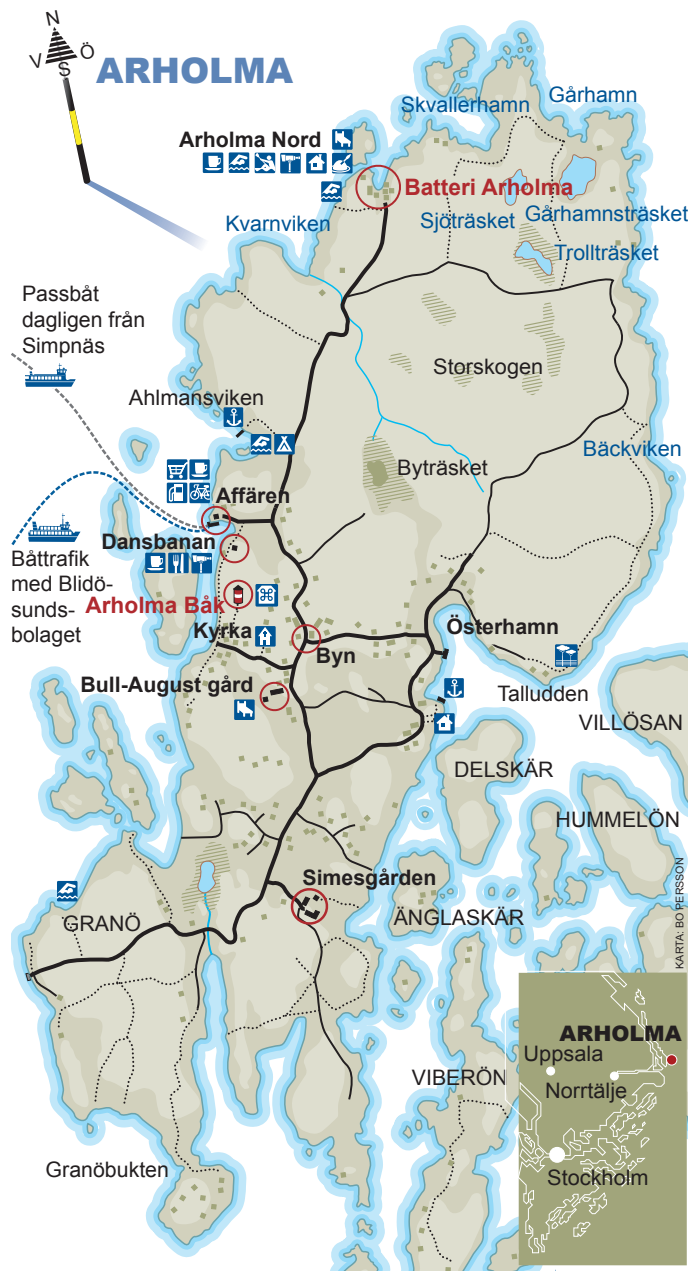 N
V
Ö
S
ARHOLMA
Skvallerhamn
Gårhamn
Arholma Nord
Batteri Arholma
Sjöträsket
Gårhamnsträsket
Kvarnviken
Trollträsket
Passbåt
dagligen från
Simpnäs
Storskogen
Ahlmansviken
Bäckviken
Byträsket
Affären
Dansbanan
Båttrafik
med Blidö-
sunds-
bolaget
Arholma Båk
Kyrka
Byn
Österhamn
Bull-August gård
Talludden
VILLÖSAN
DELSKÄR
HUMMELÖN
Simesgården
ÄNGLASKÄR
GRANÖ
KARTA: BO PERSSON
VIBERÖN
Granöbukten
ARHOLMA
Uppsala
Norrtälje
Stockholm